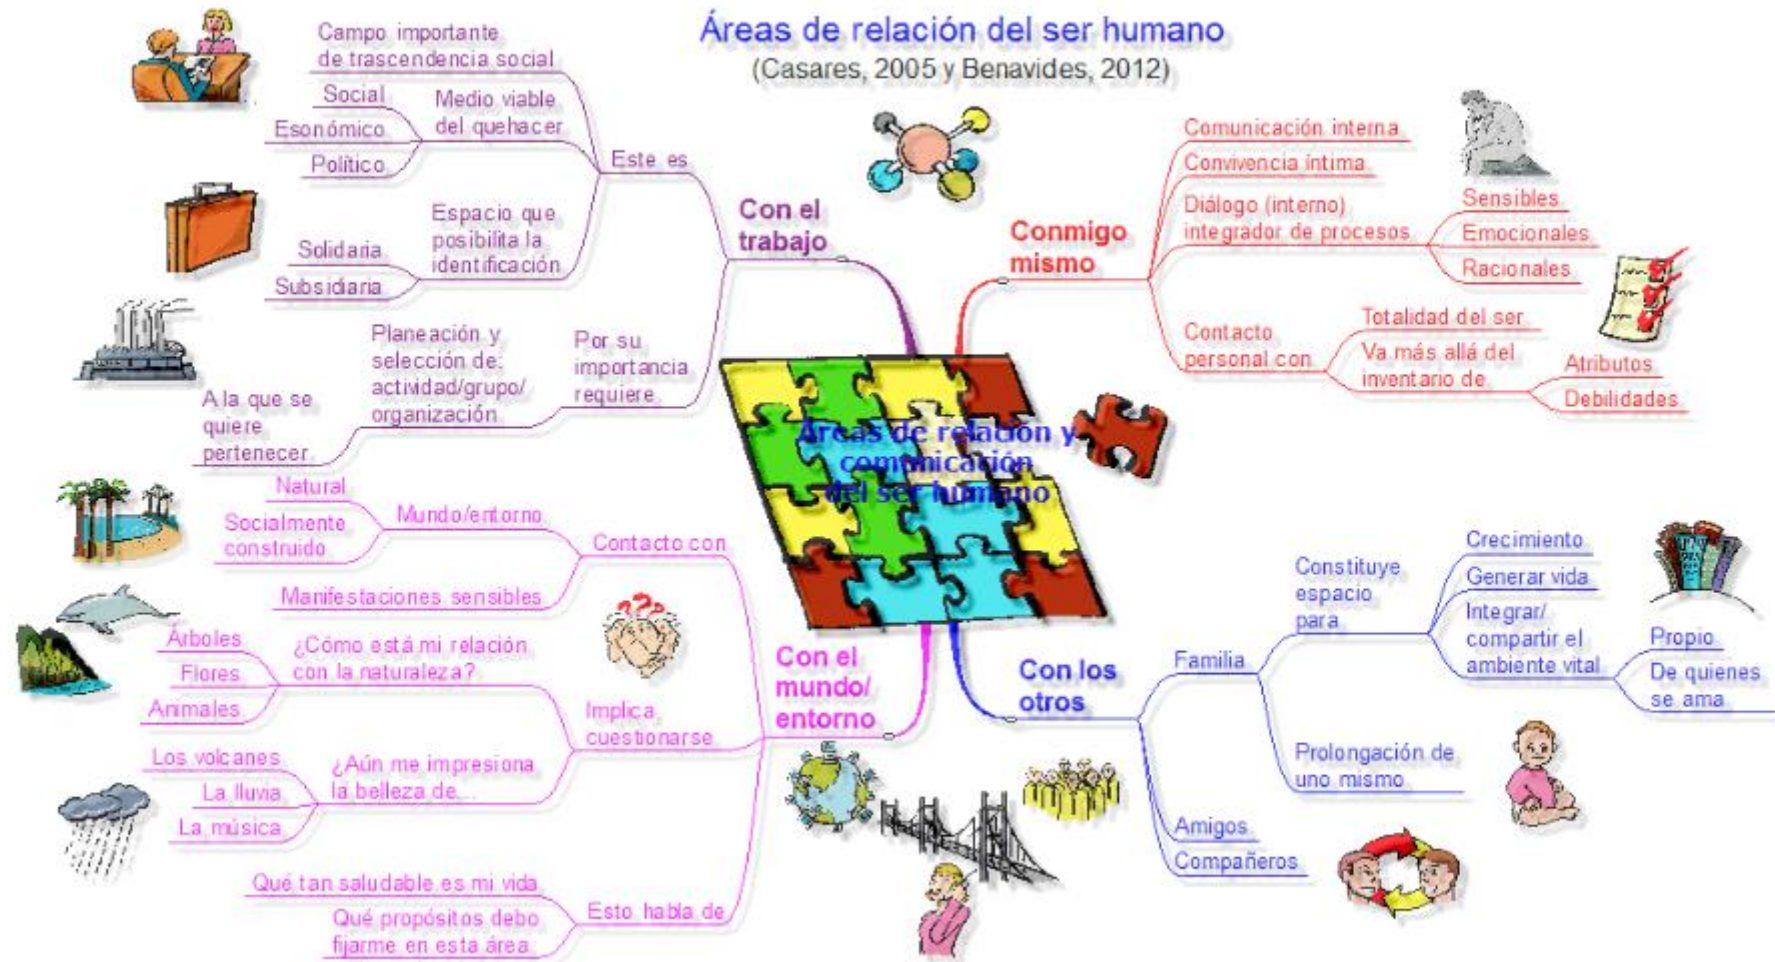 Áreas de relación del ser humano
(Casares, 2005 y Benavides, 2012)
Áreas de relación y
comunicación
del ser humano
Conmigo
mismo
Comunicación interna
Convivencia íntima
Diálogo (interno)
integrador de procesos
Sensibles
Emocionales
Racionales
Contacto
personal con
Totalidad del ser
Va más allá del
inventario de
Atributos
Debilidades
Con los
otros
Familia
Constituye
espacio
para
Crecimiento
Generar vida
Integrar/
compartir el
ambiente vital
Propio
De quienes
se ama
Prolongación de
uno mismo
Amigos
Compañeros
Con el
mundo/
entorno
Contacto con
Mundo/entorno
Natural
Socialmente
construido
Manifestaciones sensibles
Implica
cuestionarse
¿Cómo está mi relación
con la naturaleza?
Árboles
Flores
Animales
¿Aún me impresiona
la belleza de...
Los volcanes
La lluvia
La música
Esto habla de
Qué tan saludable es mi vida
Qué propósitos debo
fijarme en esta área
Con el
trabajo
Este es
Campo importante
de trascendencia social
Medio viable
del quehacer
Social
Esonómico
Político
Espacio que
posibilita la
identificación
Solidaria
Subsidiaria
Por su
importancia
requiere
Planeación y
selección de:
actividad/grupo/
organización
A la que se
quiere
pertenecer